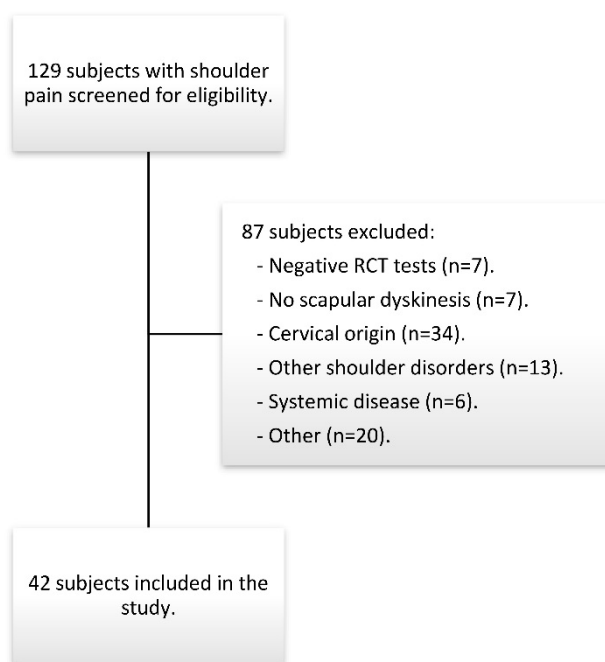 129 subjects with shoulder
pain screened for eligibility.
87 subjects excluded:
- Negative RCT tests (n=7).
- No scapular dyskinesis (n=7).
- Cervical origin (n=34).
- Other shoulder disorders (n=13).
- Systemic disease (n=6).
- Other (n=20).
42 subjects included in the
study.